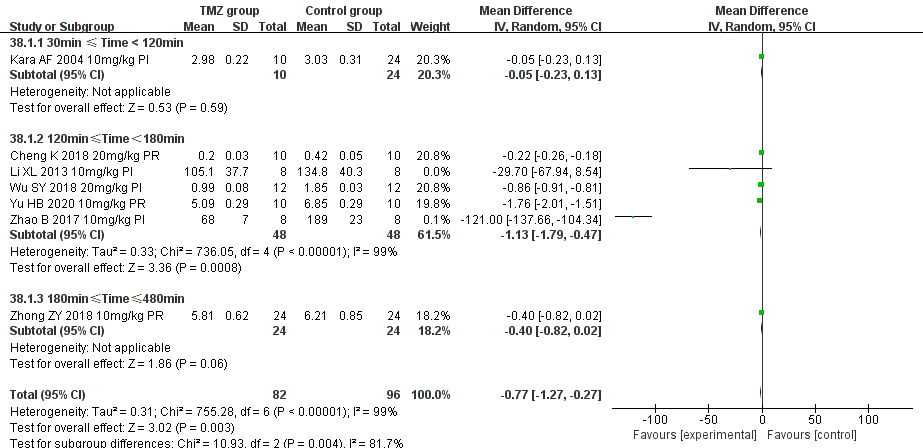 TMZ group Control group Mean Difference Mean Difference
Study or Subgroup Mean SD Total Mean SD Total Weight IV, Random, 95% CI IV, Random, 95% CI
38.1.1 30min ≤ Time < 120min
Kara AF 2004 10mg/kg PI 2.98 0.22 10 3.03 0.31 24 20.3% -0.05 [-0.23, 0.13]
Subtotal (95% CI) 10 24 20.3% -0.05 [-0.23, 0.13]
Heterogeneity: Not applicable
Test for overall effect: Z = 0.53 (P = 0.59)
38.1.2 120min≤Time<180min
Cheng K 2018 20mg/kg PR 0.2 0.03 10 0.42 0.05 10 20.8% -0.22 [-0.26, -0.18]
Li XL 2013 10mg/kg PI 105.1 37.7 8 134.8 40.3 8 0.0% -29.70 [-67.94, 8.54]
Wu SY 2018 20mg/kg PI 0.99 0.08 12 1.85 0.03 12 20.8% -0.86 [-0.91, -0.81]
Yu HB 2020 10mg/kg PR 5.09 0.29 10 6.85 0.29 10 19.8% -1.76 [-2.01, -1.51]
Zhao B 2017 10mg/kg PI 68 7 8 189 23 8 0.1% -121.00 [-137.66, -104.34]
Subtotal (95% CI) 48 48 61.5% -1.13 [-1.79, -0.47]
Heterogeneity: Tau² = 0.33; Chi² = 736.05, df = 4 (P < 0.00001); I² = 99%
Test for overall effect: Z = 3.36 (P = 0.0008)
38.1.3 180min≤Time≤480min
Zhong ZY 2018 10mg/kg PR 5.81 0.62 24 6.21 0.85 24 18.2% -0.40 [-0.82, 0.02]
Subtotal (95% CI) 24 24 18.2% -0.40 [-0.82, 0.02]
Heterogeneity: Not applicable
Test for overall effect: Z = 1.86 (P = 0.06)
Total (95% CI) 82 96 100.0% -0.77 [-1.27, -0.27]
Heterogeneity: Tau² = 0.31; Chi² = 755.28, df = 6 (P < 0.00001); I² = 99%
Test for overall effect: Z = 3.02 (P = 0.003)
Test for subgroup differences: Chi² = 10.93, df = 2 (P = 0.004), I² = 81.7%
-100 -50 0 50 100
Favours [experimental] Favours [control]